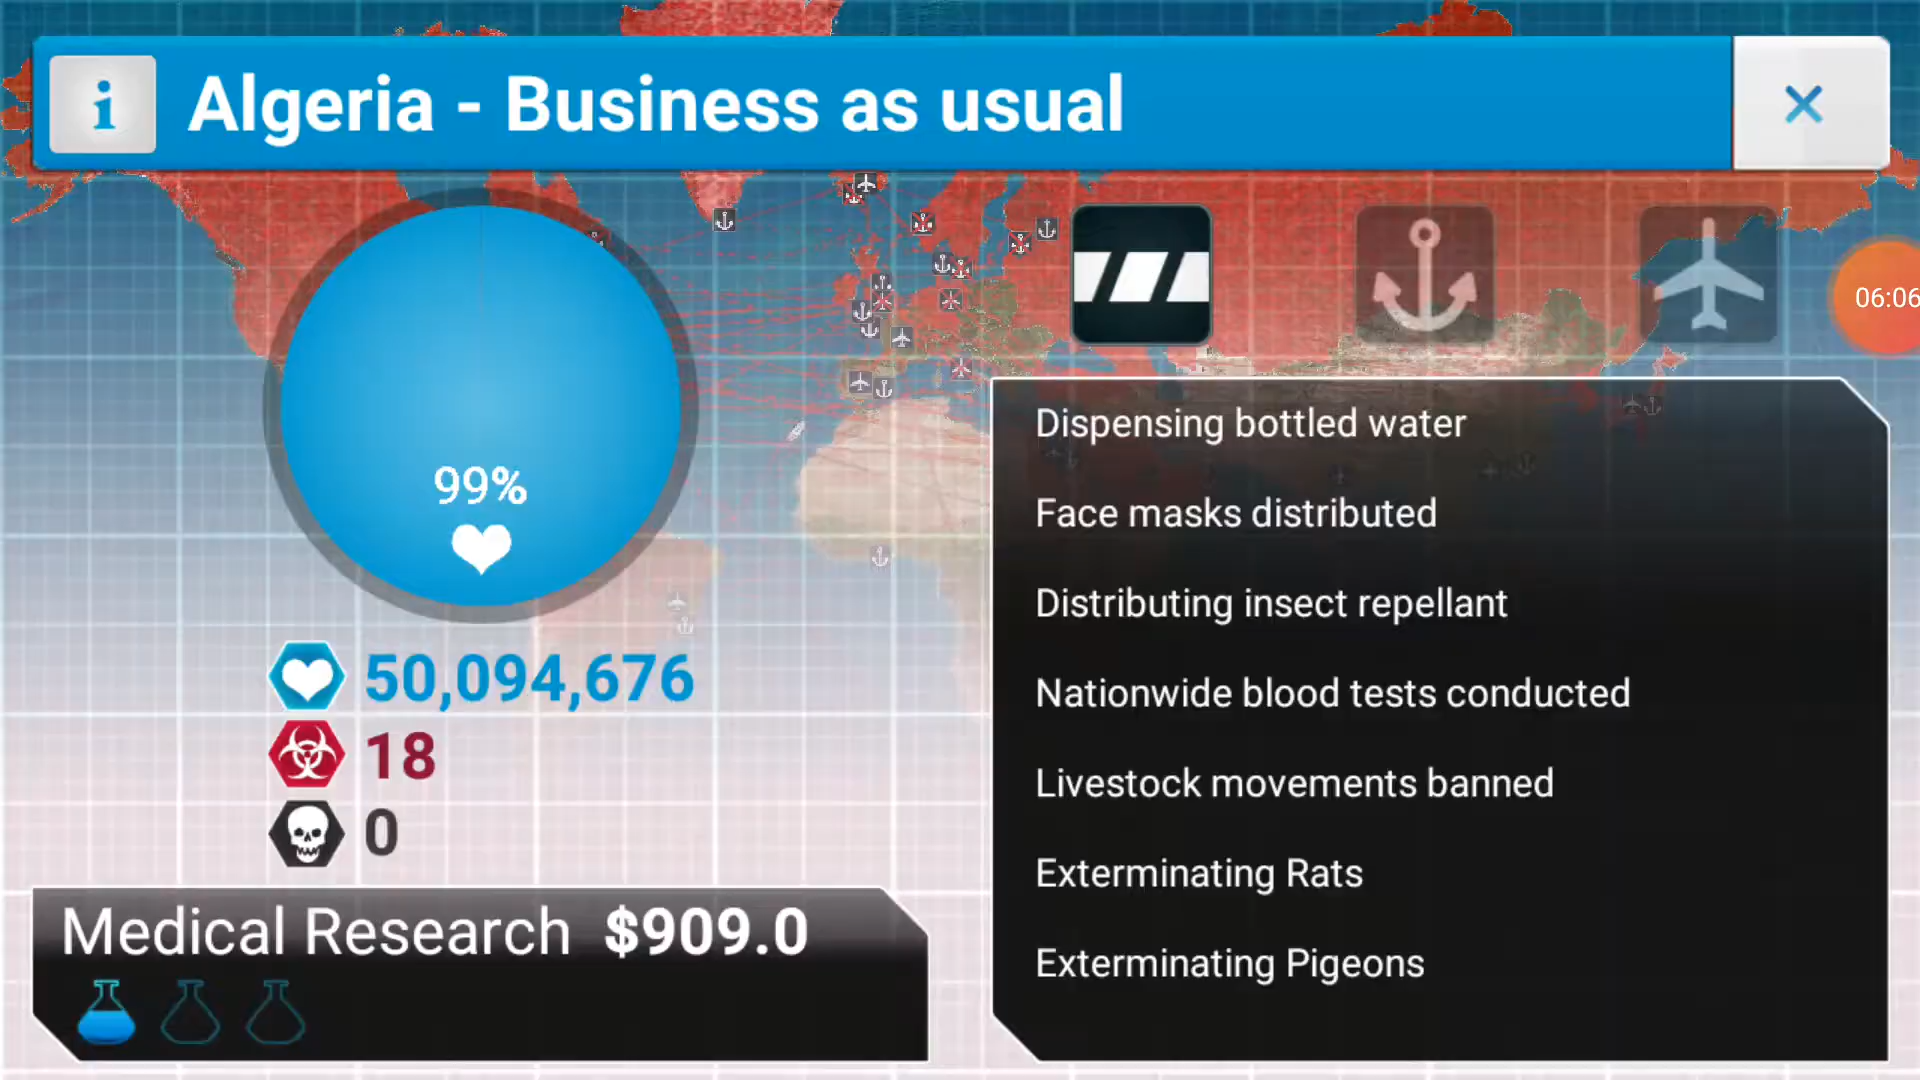 i
Algeria - Business as usual
06:06
99%
50,094,676
18
0
Medical Research $909.0
Dispensing bottled water
Face masks distributed
Distributing insect repellant
Nationwide blood tests conducted
Livestock movements banned
Exterminating Rats
Exterminating Pigeons